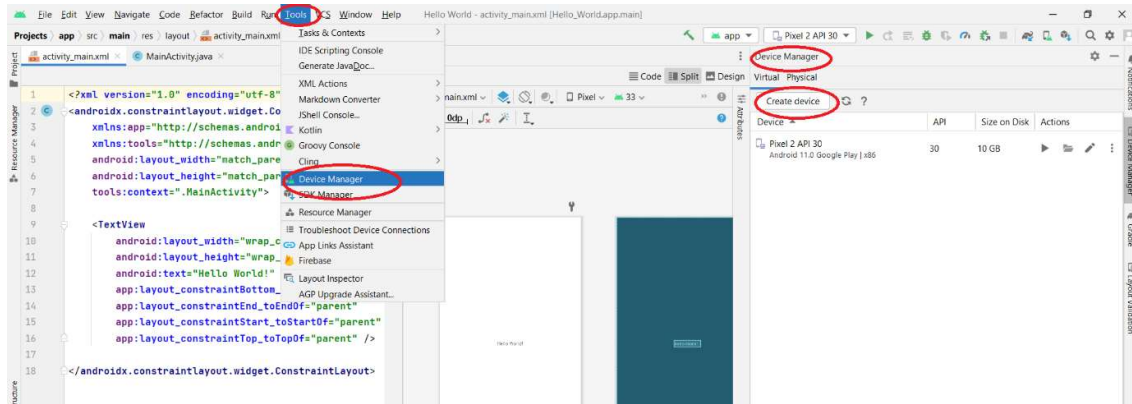 File Edit View Navigate Code Refactor Build Run Tools VCS Window Help Hello World - activity_main.xml [Hello_World.app.main]
Projects app src main res layout activity_main.xml
app Pixel 2 API 30
activity_main.xml MainActivity.java
Tasks & Contexts
IDE Scripting Console
Generate JavaDoc...
XML Actions
Markdown Converter
JShell Console...
Kotlin
Groovy Console
Cling
Device Manager
SDK Manager
Resource Manager
Troubleshoot Device Connections
App Links Assistant
Firebase
Layout Inspector
AGP Upgrade Assistant...
Code Split Design
main.xml Pixel 33
0dp
1 <?xml version="1.0" encoding="utf-8"
2 <androidx.constraintlayout.widget.Co
3 xmlns:app="http://schemas.androi
4 xmlns:tools="http://schemas.andr
5 android:layout_width="match_pare
6 android:layout_height="match_par
7 tools:context=".MainActivity">
8
9 <TextView
10 android:layout_width="wrap_c
11 android:layout_height="wrap_
12 android:text="Hello World!"
13 app:layout_constraintBottom_
14 app:layout_constraintEnd_toEndOf="parent"
15 app:layout_constraintStart_toStartOf="parent"
16 app:layout_constraintTop_toTopOf="parent" />
17
18 </androidx.constraintlayout.widget.ConstraintLayout>
Hello World!
Device Manager
Virtual Physical
Create device ?
Device API Size on Disk Actions
Pixel 2 API 30 30 10 GB
Android 11.0 Google Play | x86
Project
Resource Manager
Attributes
Notifications
Device Manager
Gradle
Layout Validation